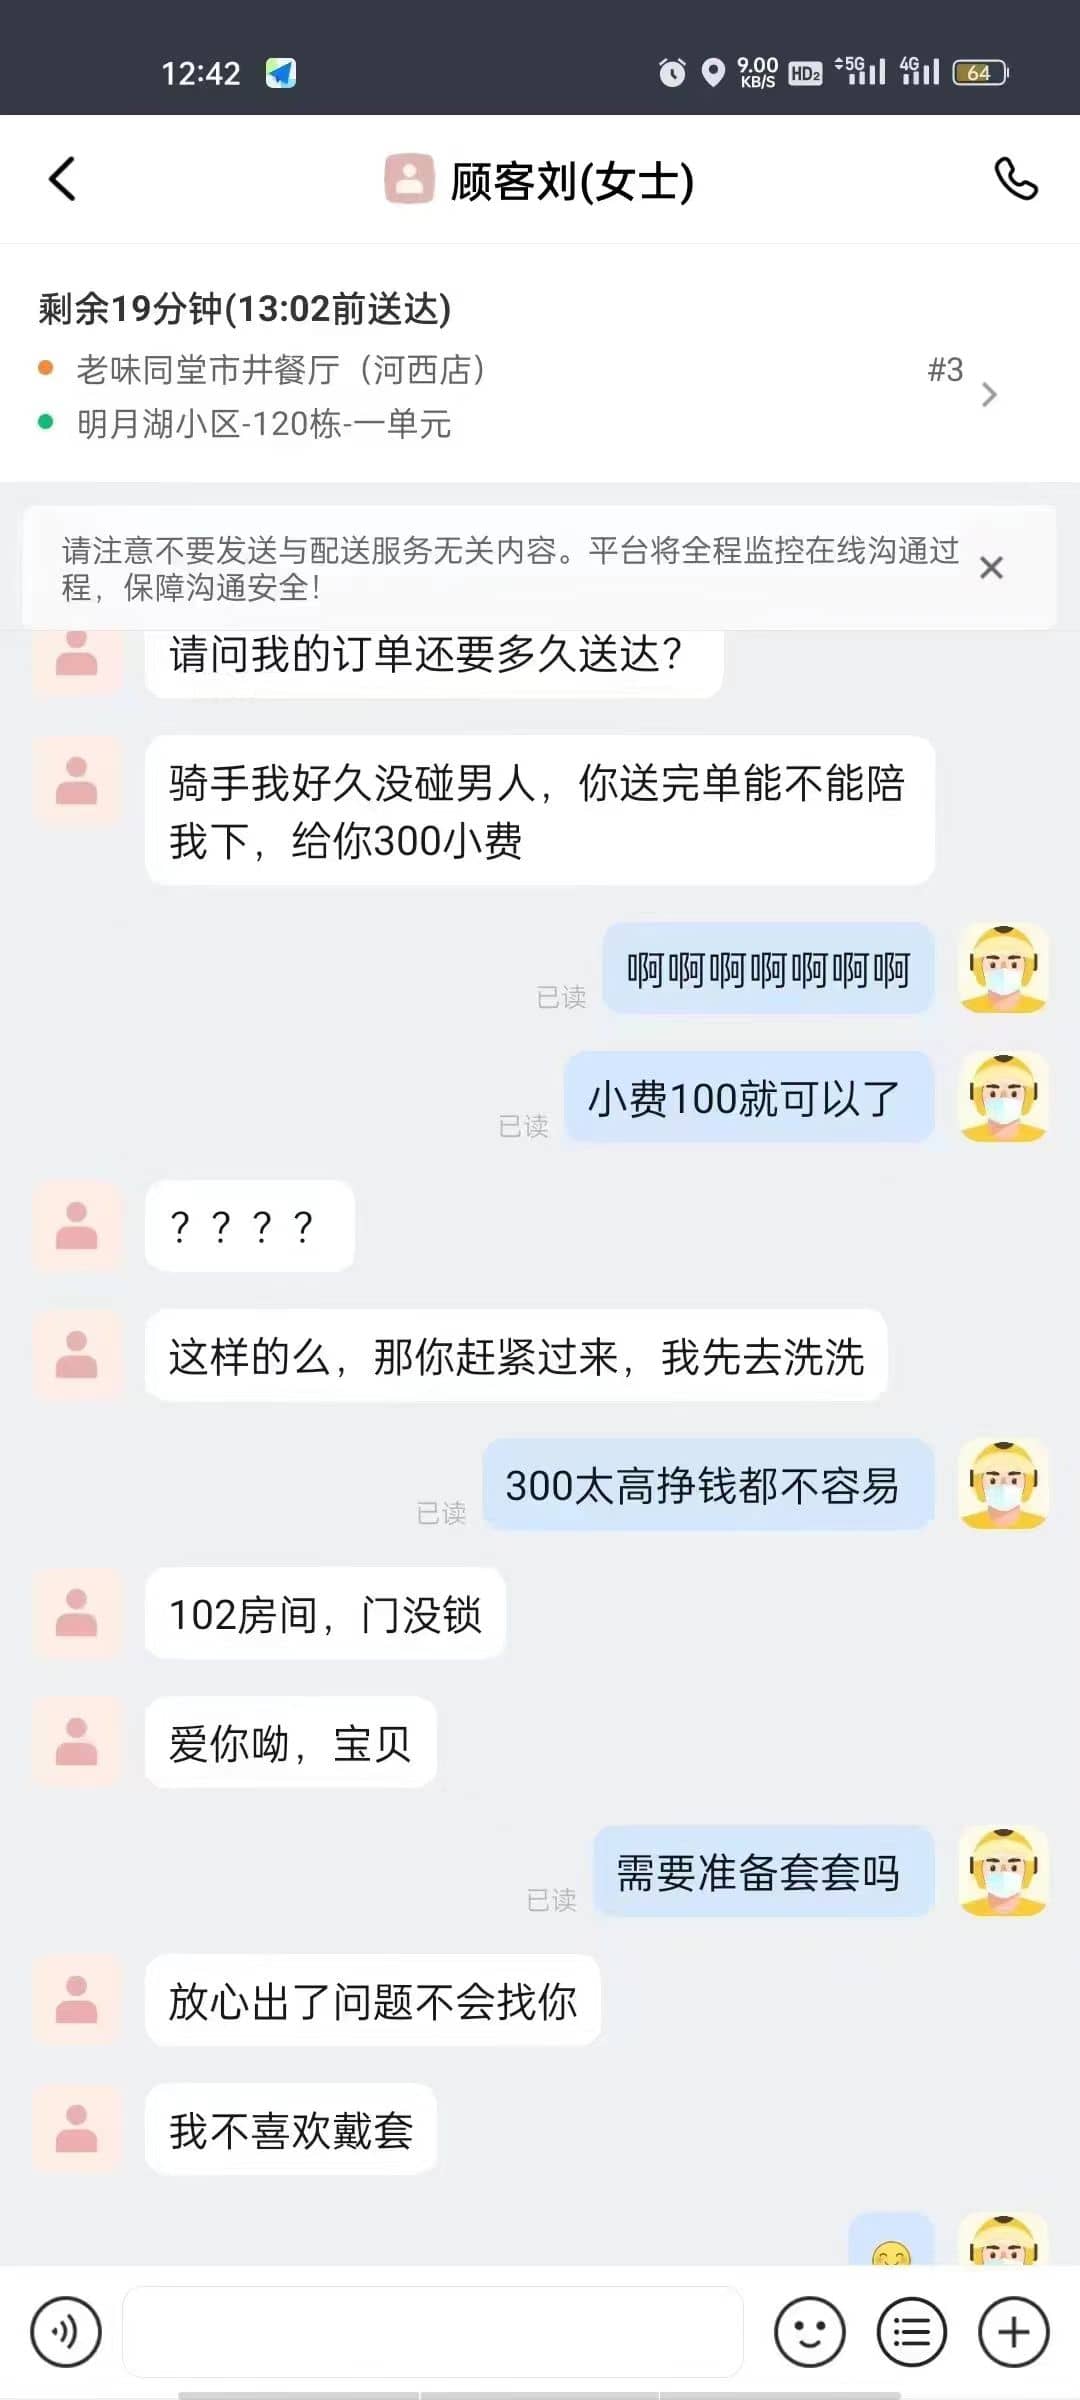 12:42
9.00
KB/S
HD2
5G
4G
64
顾客刘(女士)
剩余19分钟(13:02前送达)
老味同堂市井餐厅（河西店）
#3
明月湖小区-120栋-一单元
请注意不要发送与配送服务无关内容。平台将全程监控在线沟通过
程，保障沟通安全！
请问我的订单还要多久送达？
骑手我好久没碰男人，你送完单能不能陪
我下，给你300小费
啊啊啊啊啊啊啊
已读
小费100就可以了
已读
？？？？
这样的么，那你赶紧过来，我先去洗洗
300太高挣钱都不容易
已读
102房间，门没锁
爱你呦，宝贝
需要准备套套吗
已读
放心出了问题不会找你
我不喜欢戴套